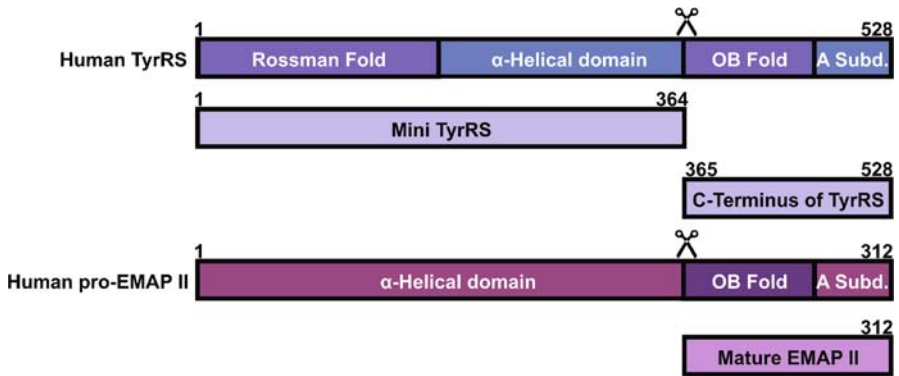 1 528
Human TyrRS Rossman Fold α-Helical domain OB Fold A Subd.
1 364
Mini TyrRS
365 528
C-Terminus of TyrRS
1 312
Human pro-EMAP II α-Helical domain OB Fold A Subd.
312
Mature EMAP II